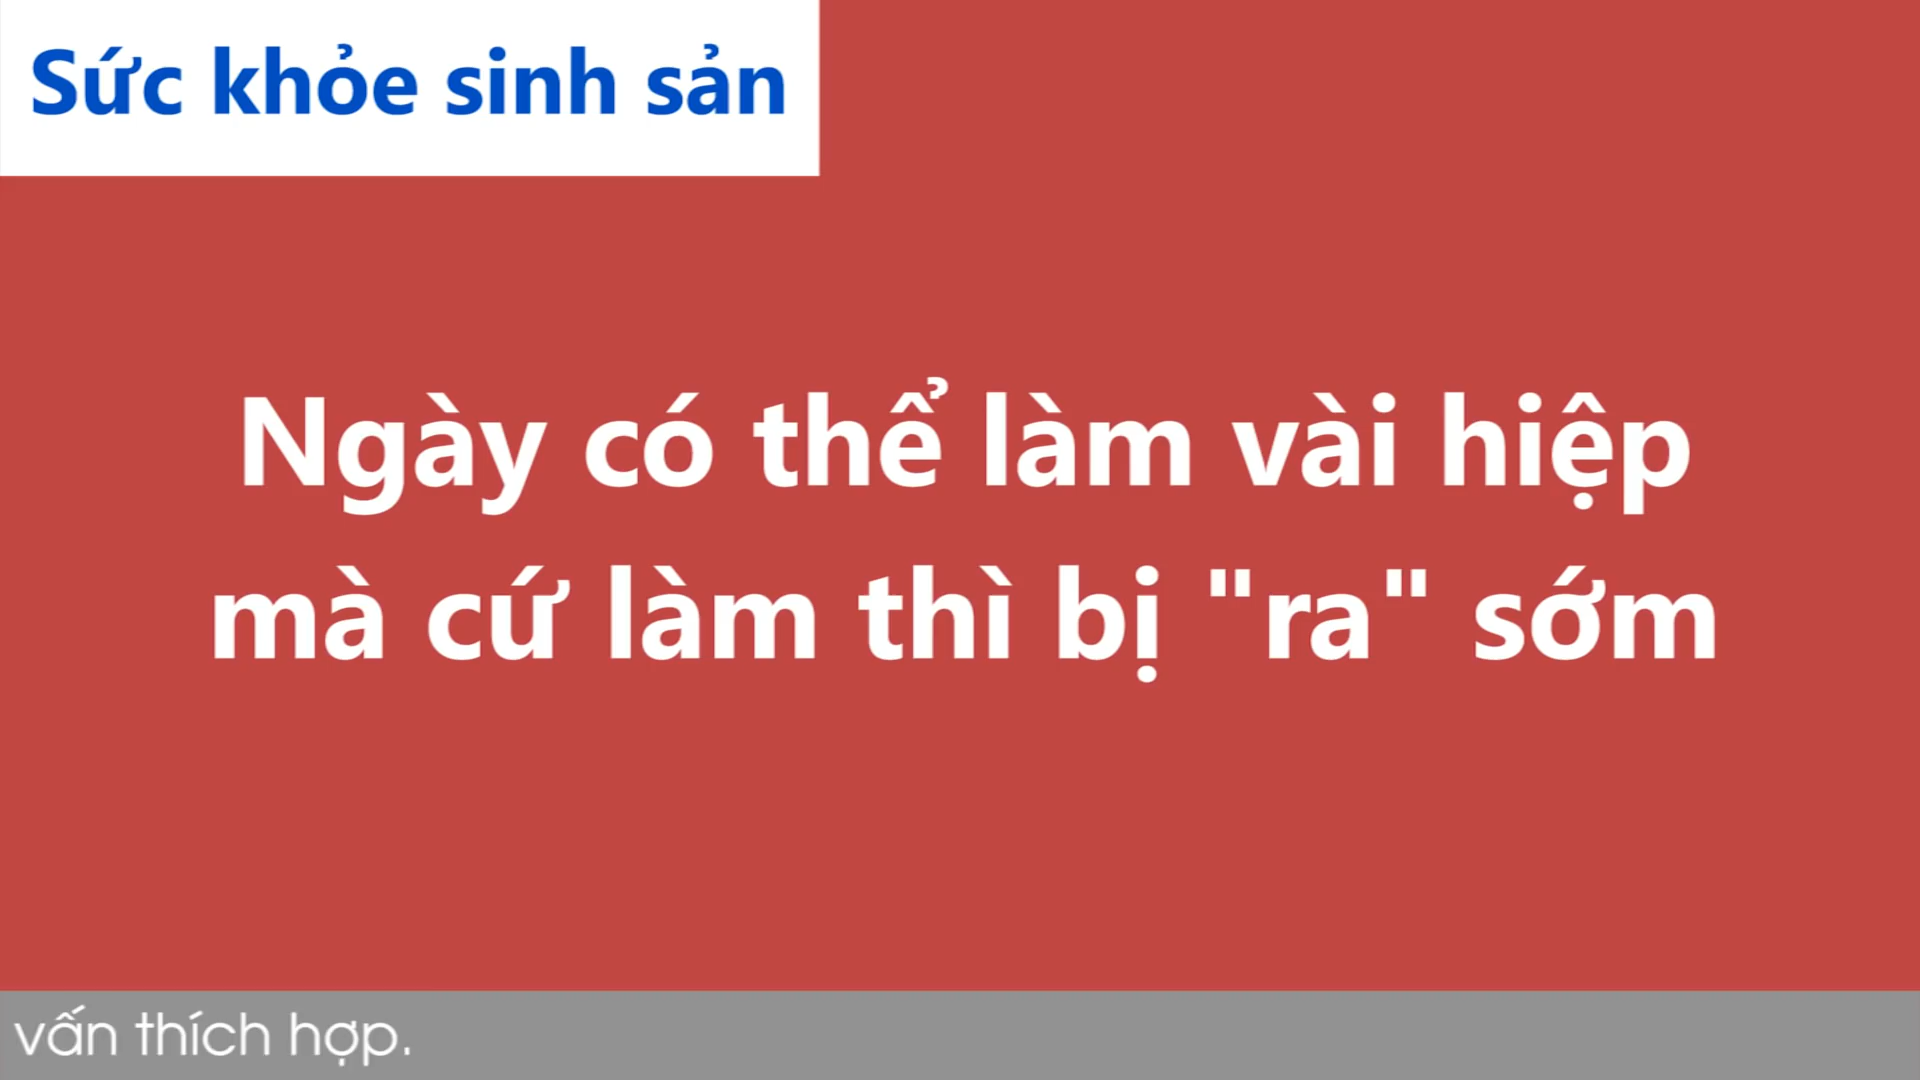 Sức khỏe sinh sản
Ngày có thể làm vài hiệp
mà cứ làm thì bị "ra" sớm
vấn thích hợp.